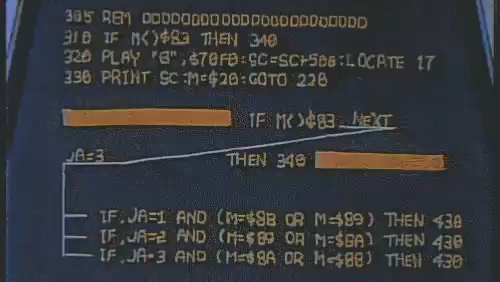 305 REM DDDDDDDDDDDDDDDDDDDDDDD
310 IF M<>$83 THEN 340
320 PLAY "G",$70F0:SC=SC+500:LOCATE 17
330 PRINT SC:M=$20:GOTO 220
IF M<>$83. NEXT
JA=3 THEN 340
IF.JA=1 AND (M=$88 OR M=$89) THEN 430
IF.JA=2 AND (M=$89 OR M=$8A) THEN 430
IF.JA=3 AND (M=$8A OR M=$88) THEN 430